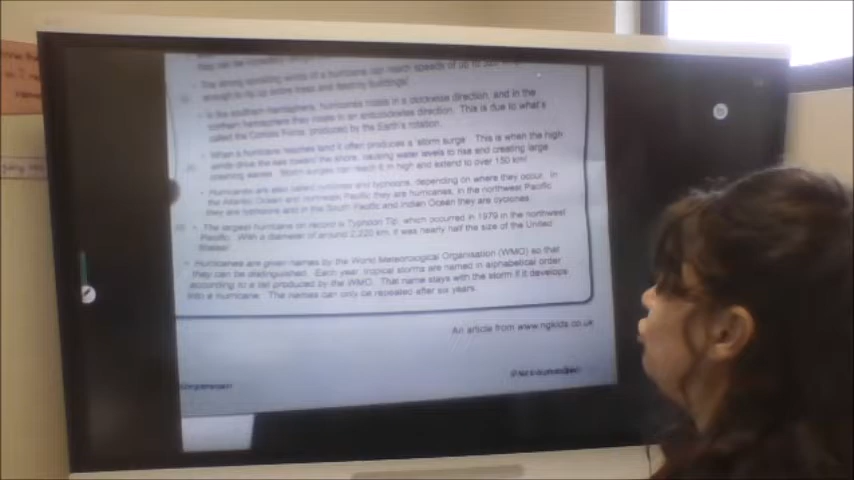 they can be incredibly
The strong spiralling winds of a hurricane can reach speeds of up to 320
enough to rip up entire trees and destroy buildings!
In the southern hemisphere, hurricanes rotate in a clockwise direction, and in the
northern hemisphere they rotate in an anticlockwise direction. This is due to what's
called the Coriolis Force, produced by the Earth's rotation.
When a hurricane reaches land it often produces a 'storm surge'. This is when the high
winds drive the sea toward the shore, causing water levels to rise and creating large
crashing waves. Storm surges can reach 6 m high and extend to over 150 km!
Hurricanes are also called cyclones and typhoons, depending on where they occur. In
the Atlantic Ocean and northeast Pacific they are hurricanes, in the northwest Pacific
they are typhoons and in the South Pacific and Indian Ocean they are cyclones.
The largest hurricane on record is Typhoon Tip, which occurred in 1979 in the northwest
Pacific. With a diameter of around 2,220 km, it was nearly half the size of the United
States!
Hurricanes are given names by the World Meteorological Organisation (WMO) so that
they can be distinguished. Each year, tropical storms are named in alphabetical order
according to a list produced by the WMO. That name stays with the storm if it develops
into a hurricane. The names can only be repeated after six years.
An article from www.ngkids.co.uk